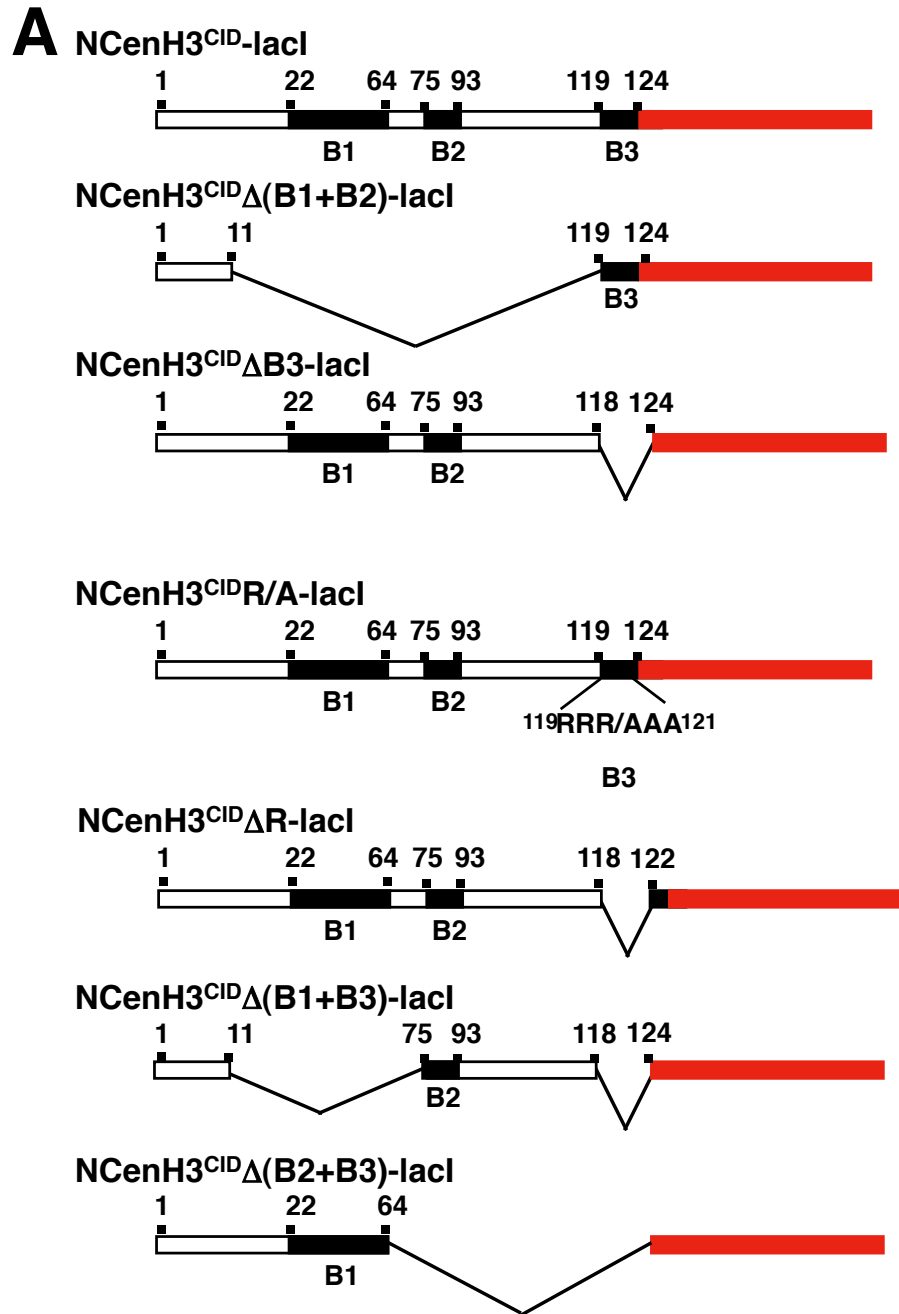 A
NCenH3CID-lacI
1 22 64 75 93 119 124
B1 B2 B3
NCenH3CIDΔ(B1+B2)-lacI
1 11 119 124
B3
NCenH3CIDΔB3-lacI
1 22 64 75 93 118 124
B1 B2
NCenH3CIDR/A-lacI
1 22 64 75 93 119 124
B1 B2
119RRR/AAA121
B3
NCenH3CIDΔR-lacI
1 22 64 75 93 118 122
B1 B2
NCenH3CIDΔ(B1+B3)-lacI
1 11 75 93 118 124
B2
NCenH3CIDΔ(B2+B3)-lacI
1 22 64
B1